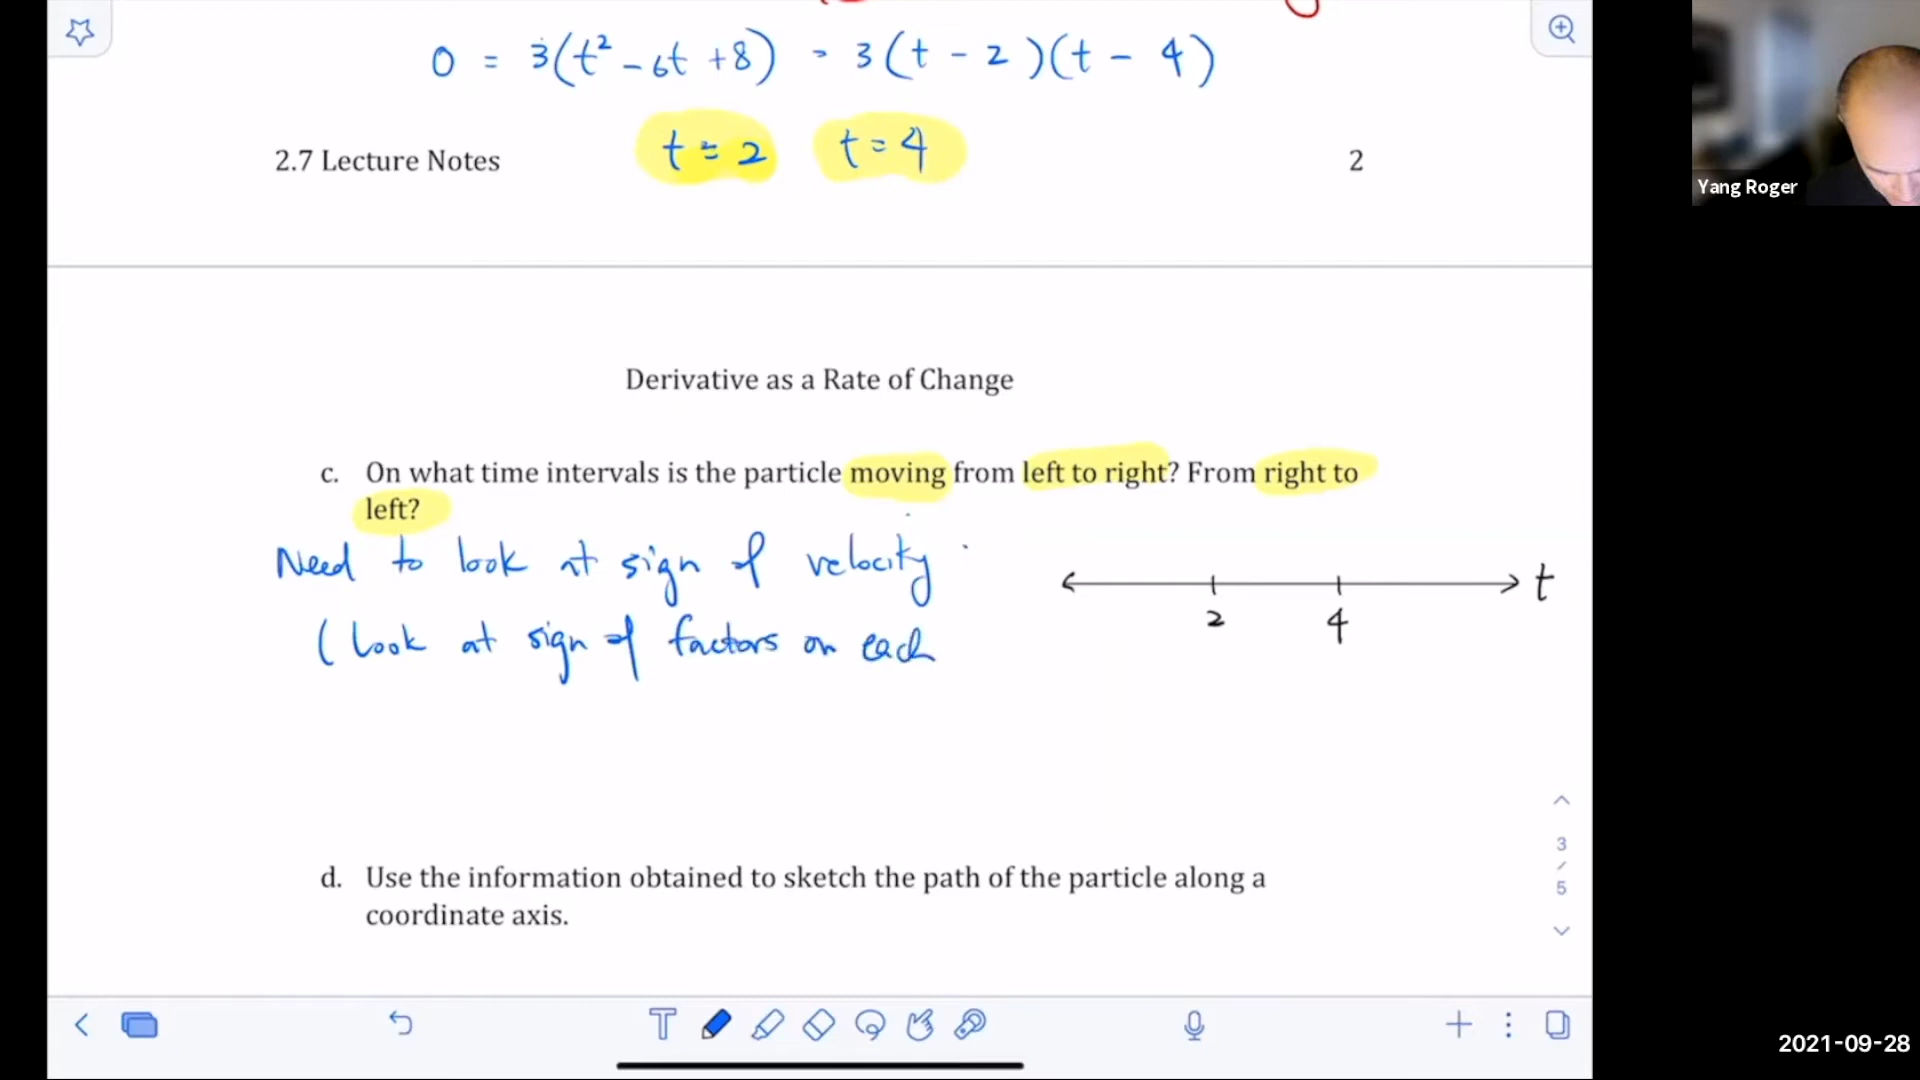 0 = 3(t² - 6t + 8) = 3(t - 2)(t - 4)
t = 2 t = 4
2.7 Lecture Notes 2
Yang Roger
Derivative as a Rate of Change
c. On what time intervals is the particle moving from left to right? From right to
left?
Need to look at sign of velocity
(look at sign of factors on each
t
2 4
d. Use the information obtained to sketch the path of the particle along a
coordinate axis.
3
/
5
T
2021-09-28